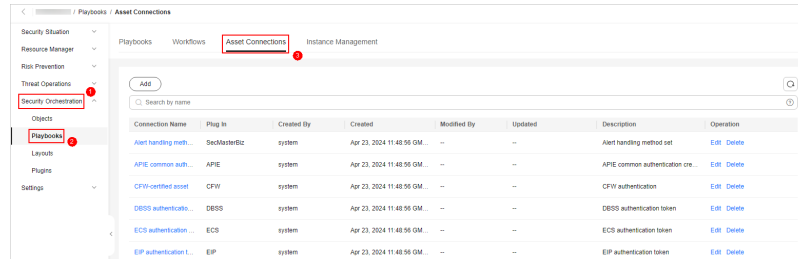 / Playbooks / Asset Connections
Security Situation
Resource Manager
Risk Prevention
Threat Operations
1
Security Orchestration
Objects
Playbooks
2
Layouts
Plugins
Settings
Playbooks Workflows Asset Connections Instance Management
3
Add
Search by name
Connection Name Plug In Created By Created Modified By Updated Description Operation
Alert handling meth... SecMasterBiz system Apr 23, 2024 11:48:56 GM... -- -- Alert handling method set Edit Delete
APIE common auth... APIE system Apr 23, 2024 11:48:56 GM... -- -- APIE common authentication cre... Edit Delete
CFW-certified asset CFW system Apr 23, 2024 11:48:56 GM... -- -- CFW authentication Edit Delete
DBSS authenticatio... DBSS system Apr 23, 2024 11:48:56 GM... -- -- DBSS authentication token Edit Delete
ECS authentication ... ECS system Apr 23, 2024 11:48:56 GM... -- -- ECS authentication token Edit Delete
EIP authentication t... EIP system Apr 23, 2024 11:48:56 GM... -- -- EIP authentication token Edit Delete